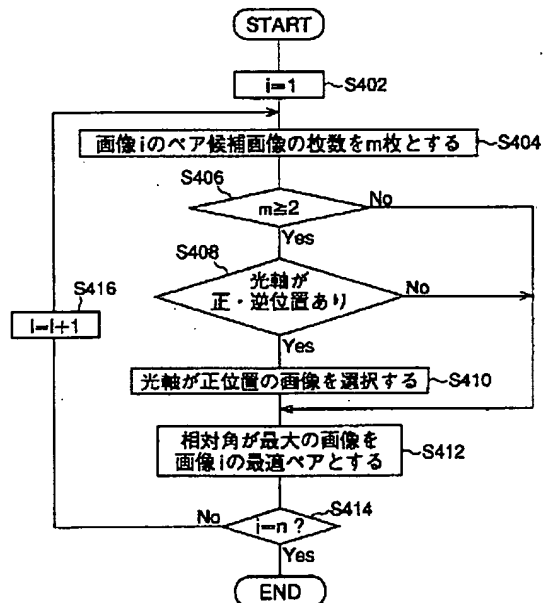 START
i=1
S402
画像iのペア候補画像の枚数をm枚とする
S404
S406
m≧2
No
Yes
S408
光軸が
正・逆位置あり
No
Yes
S416
i=i+1
光軸が正位置の画像を選択する
S410
相対角が最大の画像を
画像iの最適ペアとする
S412
S414
i=n ?
No
Yes
END